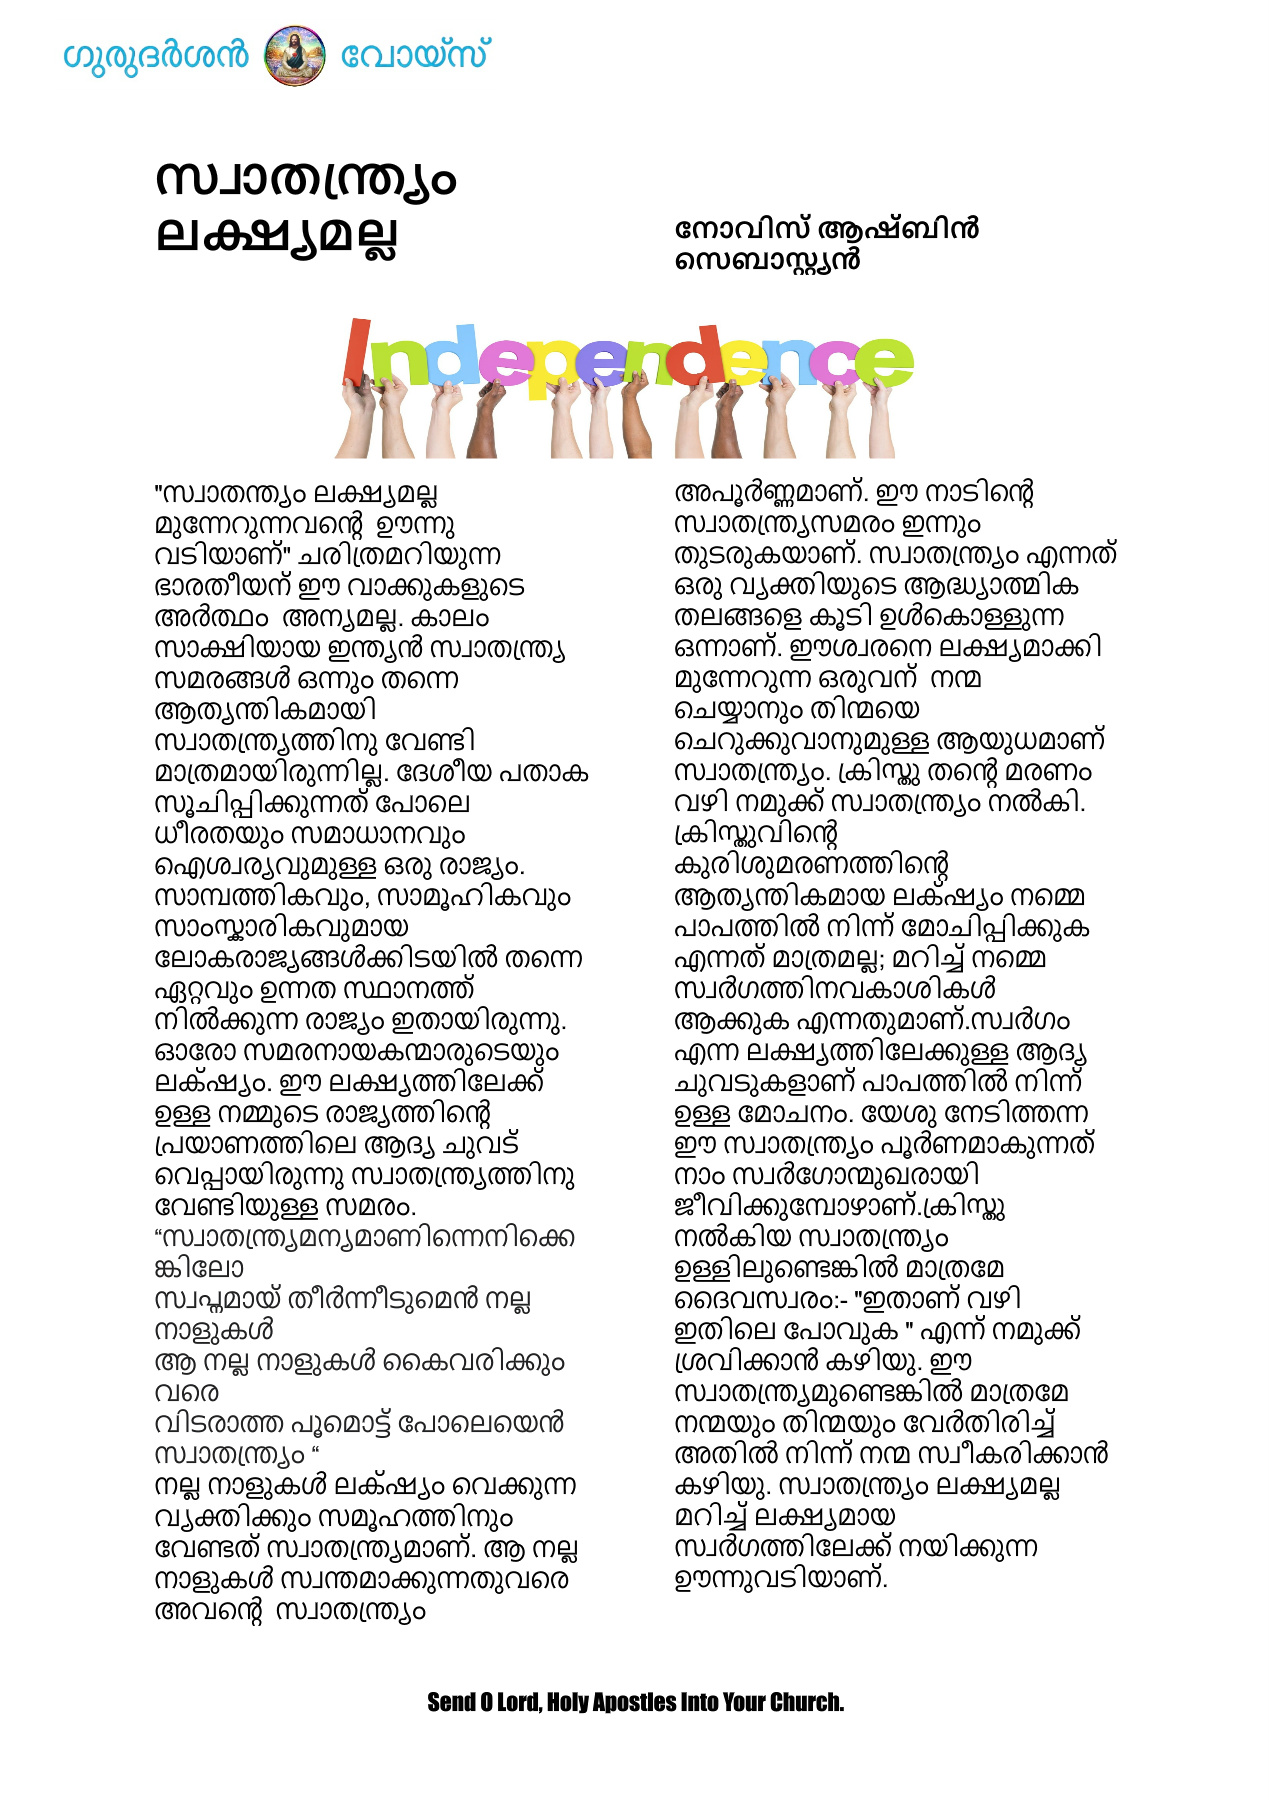 ഗുരുദർശൻ വോയ്സ്
സ്വാതന്ത്ര്യം
ലക്ഷ്യമല്ല
നോവിസ് ആഷ്ബിൻ
സെബാസ്റ്റ്യൻ
Independence
"സ്വാതന്ത്യം ലക്ഷ്യമല്ല
മുന്നേറുന്നവന്റെ  ഊന്നു
വടിയാണ്" ചരിത്രമറിയുന്ന
ഭാരതീയന് ഈ വാക്കുകളുടെ
അർത്ഥം  അന്യമല്ല. കാലം
സാക്ഷിയായ ഇന്ത്യൻ സ്വാതന്ത്ര്യ
സമരങ്ങൾ ഒന്നും തന്നെ
ആത്യന്തികമായി
സ്വാതന്ത്ര്യത്തിനു വേണ്ടി
മാത്രമായിരുന്നില്ല. ദേശീയ പതാക
സൂചിപ്പിക്കുന്നത് പോലെ
ധീരതയും സമാധാനവും
ഐശ്വര്യവുമുള്ള ഒരു രാജ്യം.
സാമ്പത്തികവും, സാമൂഹികവും
സാംസ്കാരികവുമായ
ലോകരാജ്യങ്ങൾക്കിടയിൽ തന്നെ
ഏറ്റവും ഉന്നത സ്ഥാനത്ത്
നിൽക്കുന്ന രാജ്യം ഇതായിരുന്നു.
ഓരോ സമരനായകന്മാരുടെയും
ലക്‌ഷ്യം. ഈ ലക്ഷ്യത്തിലേക്ക്
ഉള്ള നമ്മുടെ രാജ്യത്തിന്റെ
പ്രയാണത്തിലെ ആദ്യ ചുവട്
വെപ്പായിരുന്നു സ്വാതന്ത്ര്യത്തിനു
വേണ്ടിയുള്ള സമരം.
“സ്വാതന്ത്ര്യമന്യമാണിന്നെനിക്കെ
ങ്കിലോ
സ്വപ്നമായ് തീർന്നീടുമെൻ നല്ല
നാളുകൾ
ആ നല്ല നാളുകൾ കൈവരിക്കും
വരെ
വിടരാത്ത പൂമൊട്ട് പോലെയെൻ
സ്വാതന്ത്ര്യം “
നല്ല നാളുകൾ ലക്‌ഷ്യം വെക്കുന്ന
വ്യക്തിക്കും സമൂഹത്തിനും
വേണ്ടത് സ്വാതന്ത്ര്യമാണ്. ആ നല്ല
നാളുകൾ സ്വന്തമാക്കുന്നതുവരെ
അവന്റെ  സ്വാതന്ത്ര്യം
അപൂർണ്ണമാണ്. ഈ നാടിന്റെ
സ്വാതന്ത്ര്യസമരം ഇന്നും
തുടരുകയാണ്. സ്വാതന്ത്ര്യം എന്നത്
ഒരു വ്യക്തിയുടെ ആദ്ധ്യാത്മിക
തലങ്ങളെ കൂടി ഉൾകൊള്ളുന്ന
ഒന്നാണ്. ഈശ്വരനെ ലക്ഷ്യമാക്കി
മുന്നേറുന്ന ഒരുവന്  നന്മ
ചെയ്യാനും തിന്മയെ
ചെറുക്കുവാനുമുള്ള ആയുധമാണ്
സ്വാതന്ത്ര്യം. ക്രിസ്തു തന്റെ മരണം
വഴി നമുക്ക് സ്വാതന്ത്ര്യം നൽകി.
ക്രിസ്തുവിന്റെ
കുരിശുമരണത്തിന്റെ
ആത്യന്തികമായ ലക്‌ഷ്യം നമ്മെ
പാപത്തിൽ നിന്ന് മോചിപ്പിക്കുക
എന്നത് മാത്രമല്ല; മറിച്ച് നമ്മെ
സ്വർഗത്തിനവകാശികൾ
ആക്കുക എന്നതുമാണ്.സ്വർഗം
എന്ന ലക്ഷ്യത്തിലേക്കുള്ള ആദ്യ
ചുവടുകളാണ് പാപത്തിൽ നിന്ന്
ഉള്ള മോചനം. യേശു നേടിത്തന്ന
ഈ സ്വാതന്ത്ര്യം പൂർണമാകുന്നത്
നാം സ്വർഗോന്മുഖരായി
ജീവിക്കുമ്പോഴാണ്.ക്രിസ്തു
നൽകിയ സ്വാതന്ത്ര്യം
ഉള്ളിലുണ്ടെങ്കിൽ മാത്രമേ
ദൈവസ്വരം:- "ഇതാണ് വഴി
ഇതിലെ പോവുക " എന്ന് നമുക്ക്
ശ്രവിക്കാൻ കഴിയു. ഈ
സ്വാതന്ത്ര്യമുണ്ടെങ്കിൽ മാത്രമേ
നന്മയും തിന്മയും വേർതിരിച്ച്
അതിൽ നിന്ന് നന്മ സ്വീകരിക്കാൻ
കഴിയു. സ്വാതന്ത്ര്യം ലക്ഷ്യമല്ല
മറിച്ച് ലക്ഷ്യമായ
സ്വർഗത്തിലേക്ക് നയിക്കുന്ന
ഊന്നുവടിയാണ്.
Send O Lord, Holy Apostles Into Your Church.